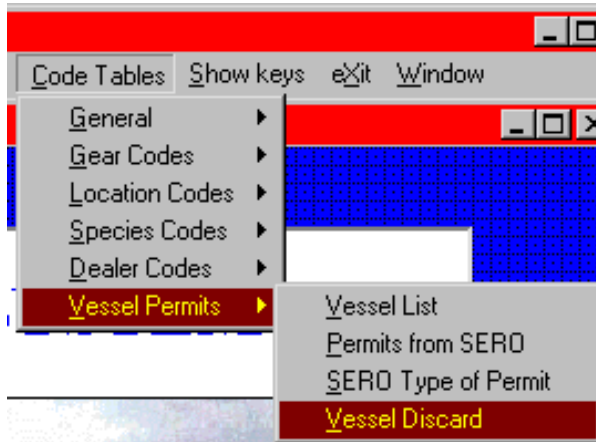 Code Tables Show keys eXit Window
General
Gear Codes
Location Codes
Species Codes
Dealer Codes
Vessel Permits
Vessel List
Permits from SERO
SERO Type of Permit
Vessel Discard